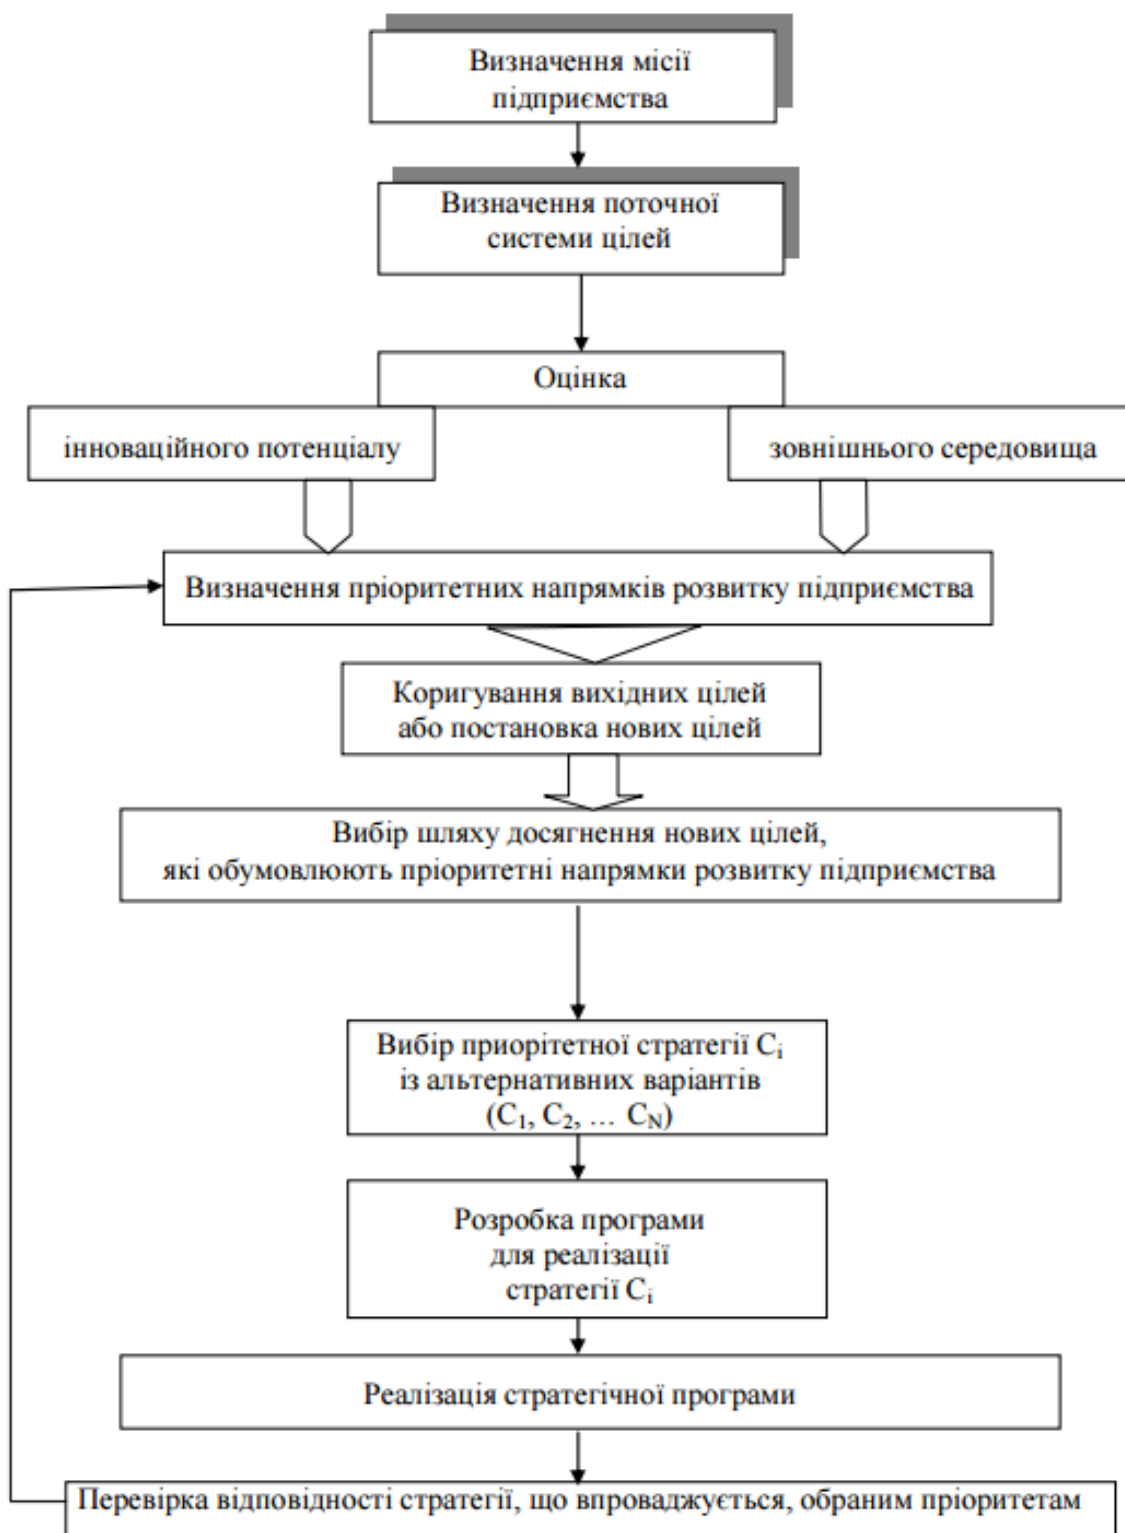 Визначення місії
підприємства
Визначення поточної
системи цілей
Оцінка
інноваційного потенціалу
зовнішнього середовища
Визначення пріоритетних напрямків розвитку підприємства
Коригування вихідних цілей
або постановка нових цілей
Вибір шляху досягнення нових цілей,
які обумовлюють пріоритетні напрямки розвитку підприємства
Вибір приорітетної стратегії Cᵢ
із альтернативних варіантів
(C₁, C₂, … C_N)
Розробка програми
для реалізації
стратегії Cᵢ
Реалізація стратегічної програми
Перевірка відповідності стратегії, що впроваджується, обраним пріоритетам